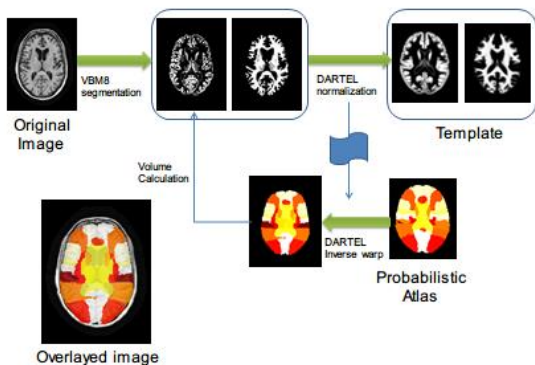 VBM8
segmentation
DARTEL
normalization
Original
Image
Template
Volume
Calculation
DARTEL
Inverse warp
Probabilistic
Atlas
Overlayed image